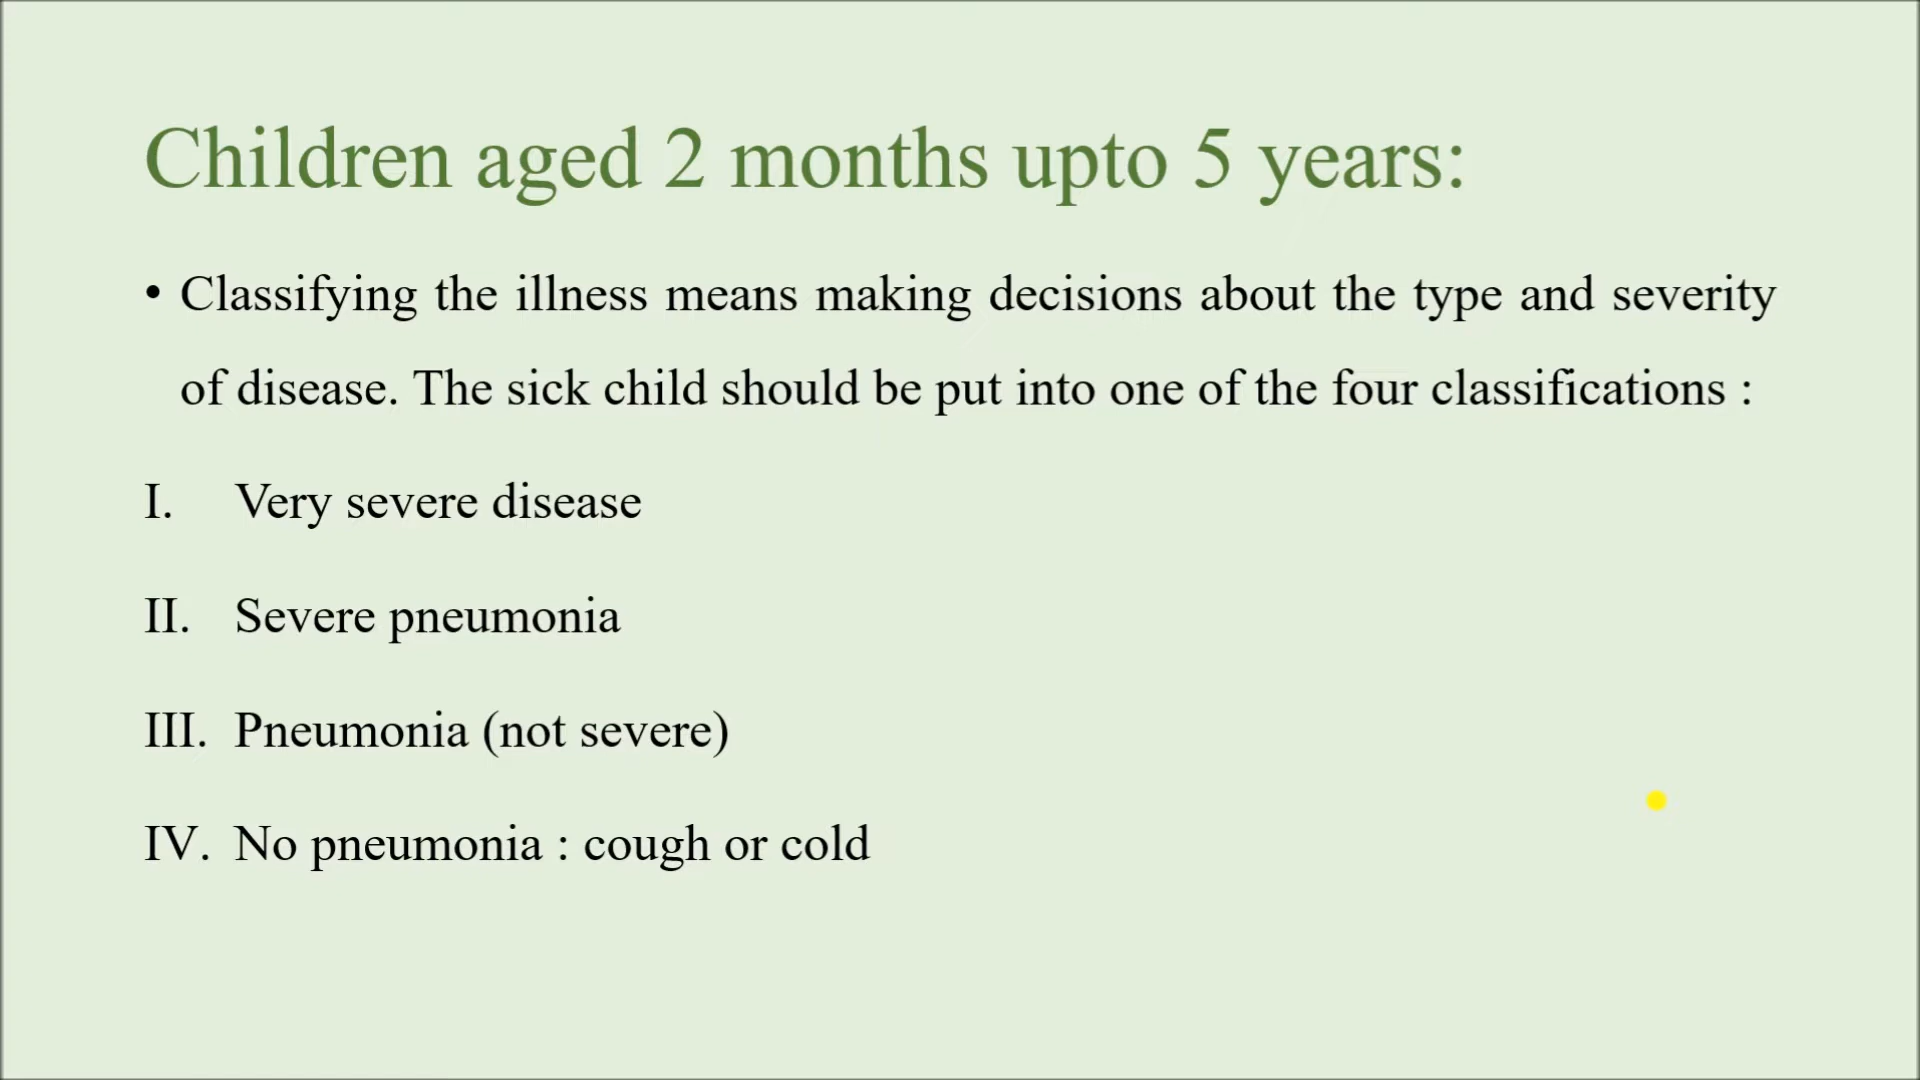 Children aged 2 months upto 5 years:
• Classifying the illness means making decisions about the type and severity
of disease. The sick child should be put into one of the four classifications :
I. Very severe disease
II. Severe pneumonia
III. Pneumonia (not severe)
IV. No pneumonia : cough or cold